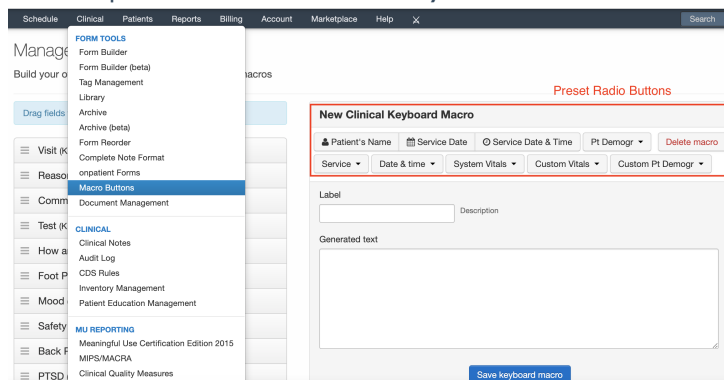 Schedule Clinical Patients Reports Billing Account Marketplace Help Search
FORM TOOLS
Form Builder
Form Builder (beta)
Tag Management
Library
Archive
Archive (beta)
Form Reorder
Complete Note Format
onpatient Forms
Macro Buttons
Document Management
CLINICAL
Clinical Notes
Audit Log
CDS Rules
Inventory Management
Patient Education Management
MU REPORTING
Meaningful Use Certification Edition 2015
MIPS/MACRA
Clinical Quality Measures
Manage
Build your o
acros
Drag fields
Visit (K
Reaso
Comm
Test (K
How a
Foot P
Mood
Safety
Back P
PTSD
Preset Radio Buttons
New Clinical Keyboard Macro
Patient's Name Service Date Service Date & Time Pt Demogr Delete macro
Service Date & time System Vitals Custom Vitals Custom Pt Demogr
Label
Description
Generated text
Save keyboard macro